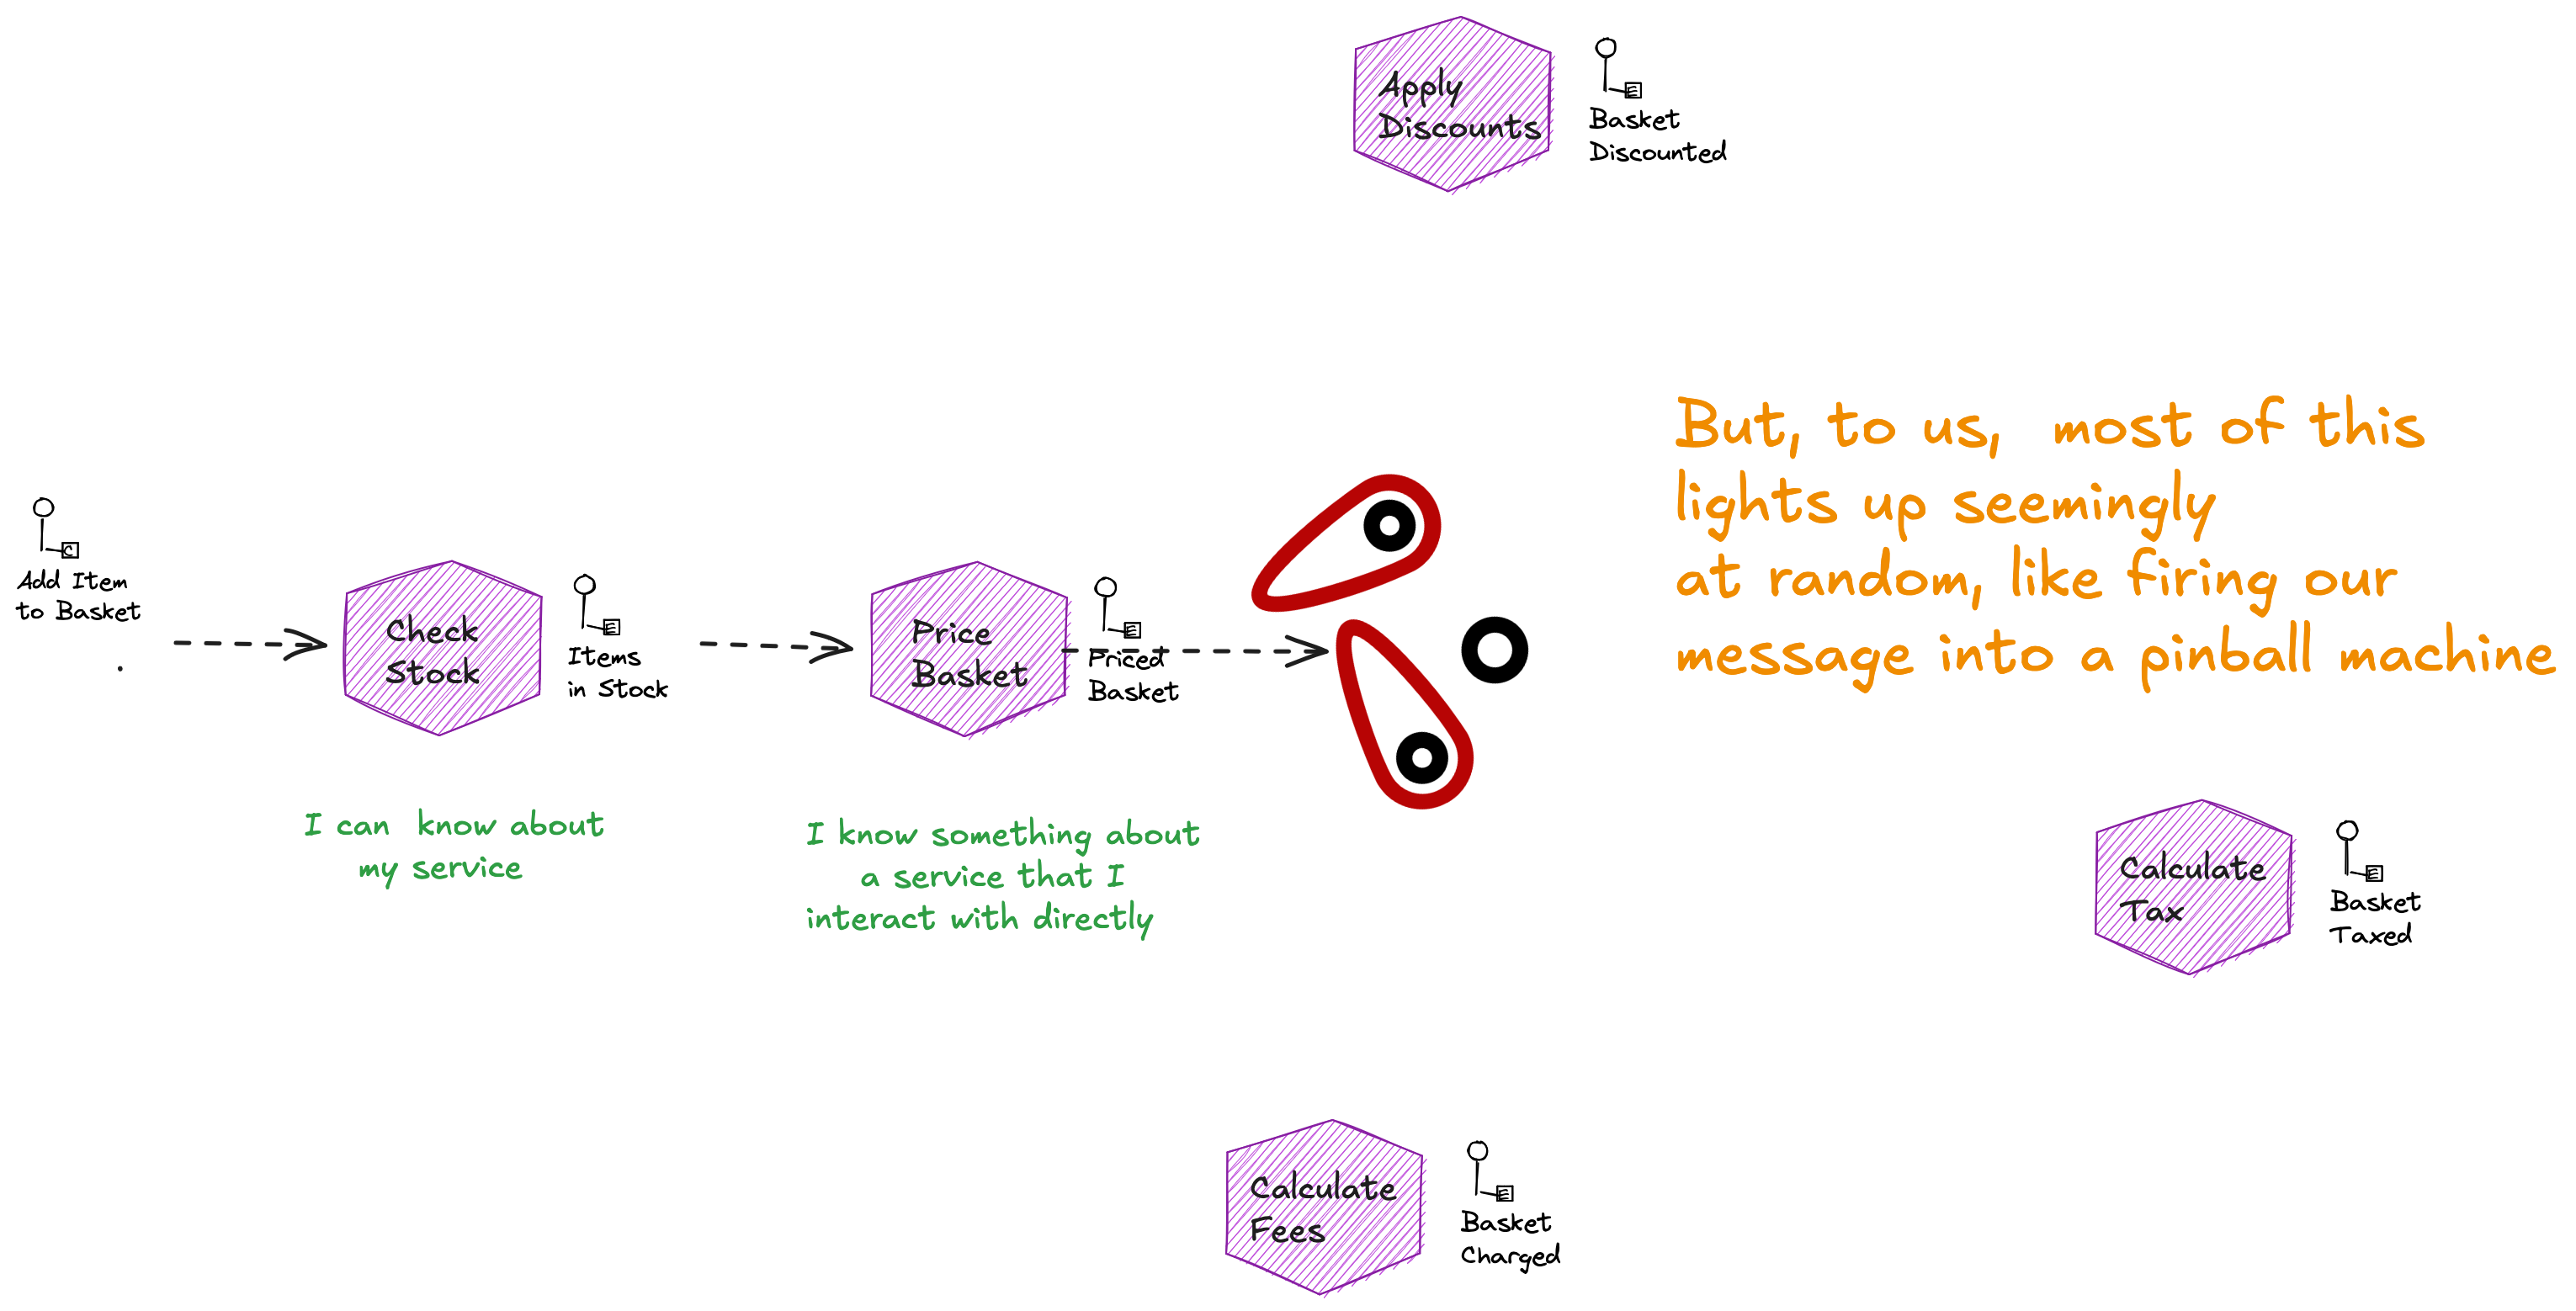 Apply
Discounts
Basket
Discounted
But, to us, most of this
lights up seemingly
at random, like firing our
message into a pinball machine
C
Add Item
to Basket
Check
Stock
E
Items
in Stock
Price
Basket
E
Priced
Basket
I can know about
my service
I know something about
a service that I
interact with directly
Calculate
Tax
E
Basket
Taxed
Calculate
Fees
E
Basket
Charged